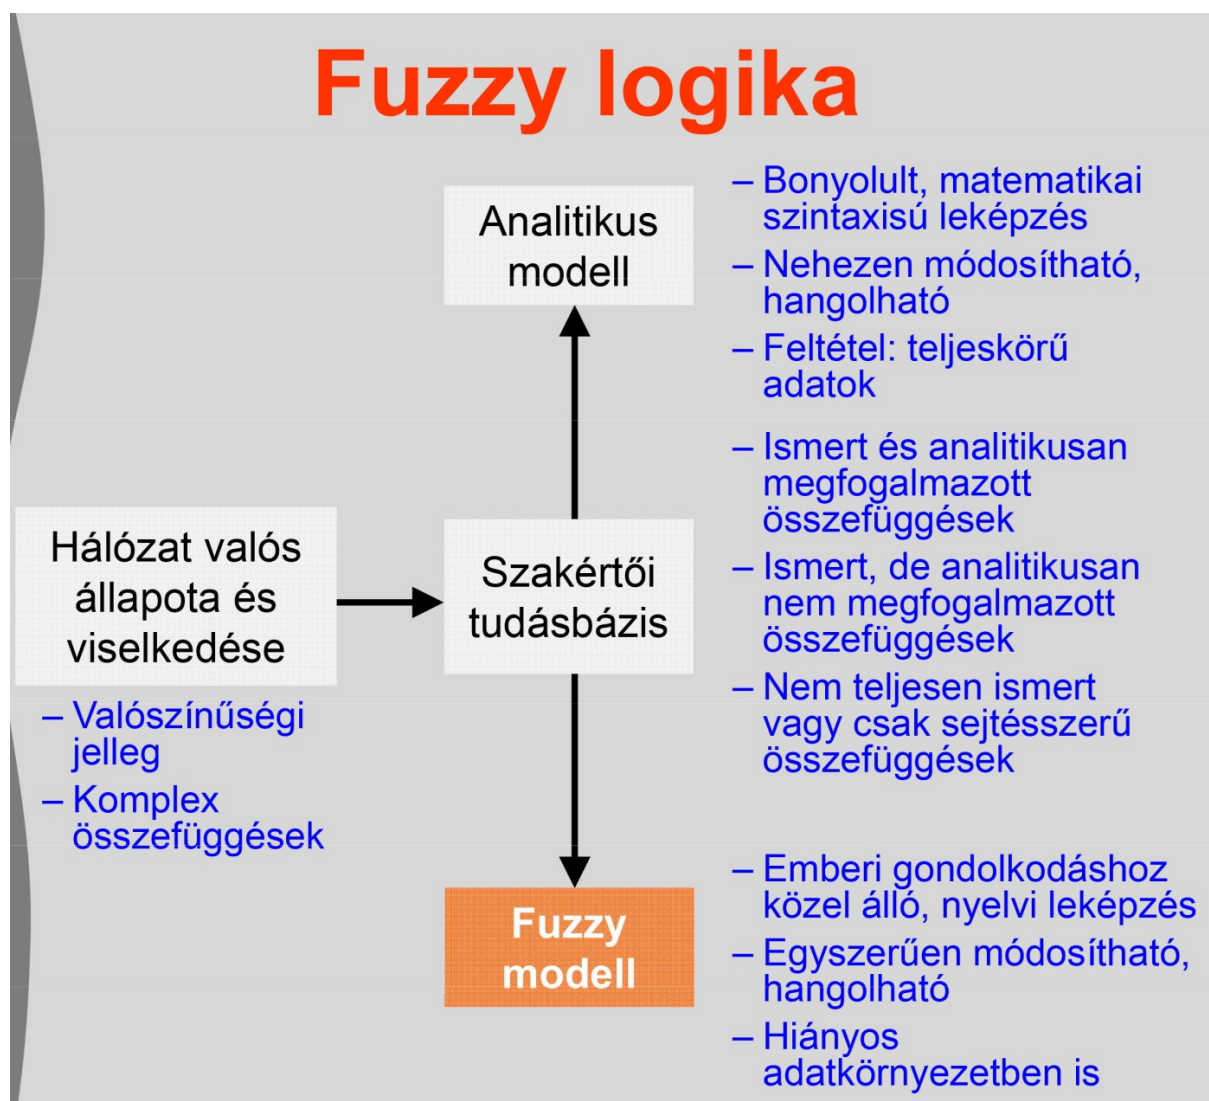 Fuzzy logika
Analitikus
modell
– Bonyolult, matematikai
szintaxisú leképzés
– Nehezen módosítható,
hangolható
– Feltétel: teljeskörű
adatok
Hálózat valós
állapota és
viselkedése
– Valószínűségi
jelleg
– Komplex
összefüggések
Szakértői
tudásbázis
– Ismert és analitikusan
megfogalmazott
összefüggések
– Ismert, de analitikusan
nem megfogalmazott
összefüggések
– Nem teljesen ismert
vagy csak sejtésszerű
összefüggések
Fuzzy
modell
– Emberi gondolkodáshoz
közel álló, nyelvi leképzés
– Egyszerűen módosítható,
hangolható
– Hiányos
adatkörnyezetben is